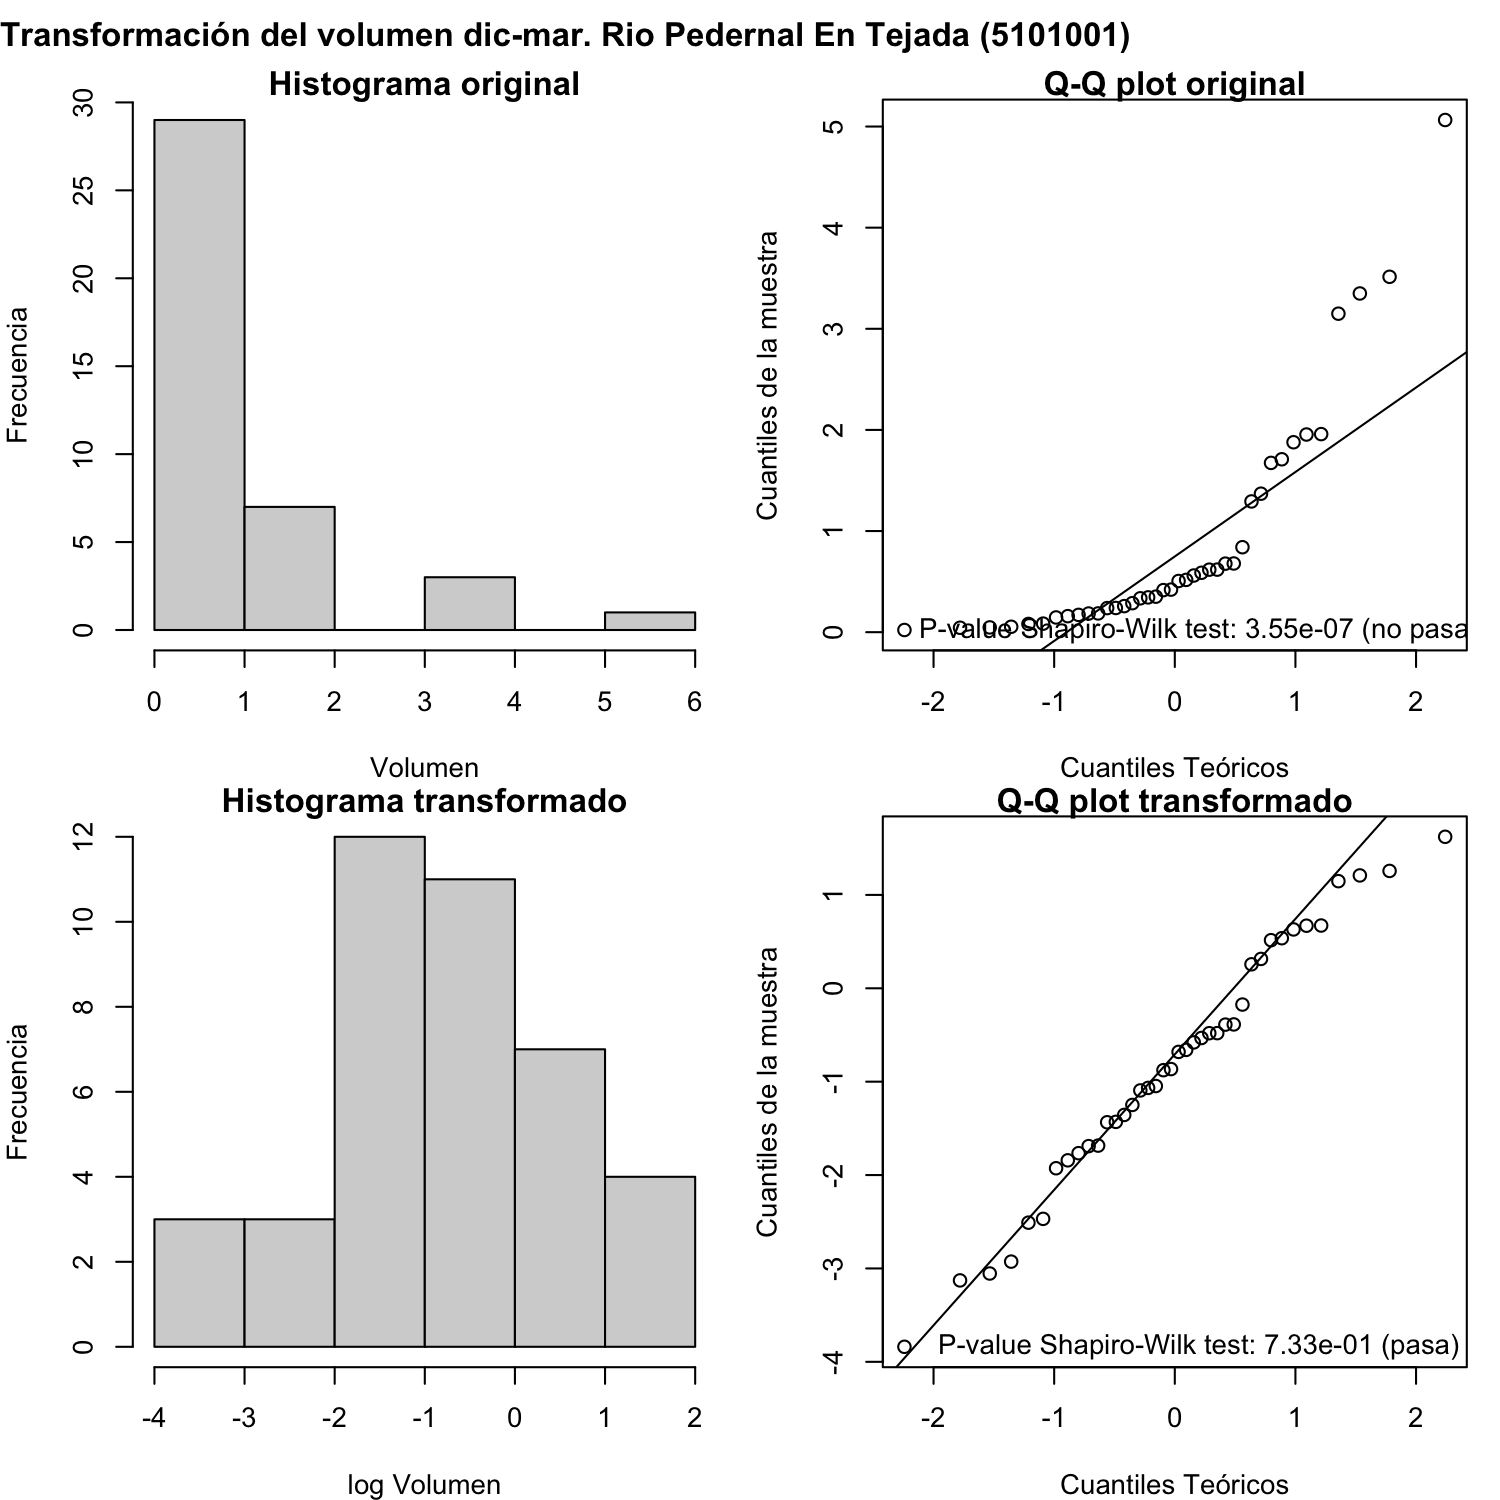 Transformación del volumen dic-mar. Rio Pedernal En Tejada (5101001)
Histograma original
Frecuencia
30
25
20
15
10
5
0
0 1 2 3 4 5 6
Volumen
Q-Q plot original
Cuantiles de la muestra
5
4
3
2
1
0
P-value Shapiro-Wilk test: 3.55e-07 (no pasa
-2 -1 0 1 2
Cuantiles Teóricos
Histograma transformado
Frecuencia
12
10
8
6
4
2
0
-4 -3 -2 -1 0 1 2
log Volumen
Q-Q plot transformado
Cuantiles de la muestra
1
0
-1
-2
-3
-4
P-value Shapiro-Wilk test: 7.33e-01 (pasa)
-2 -1 0 1 2
Cuantiles Teóricos